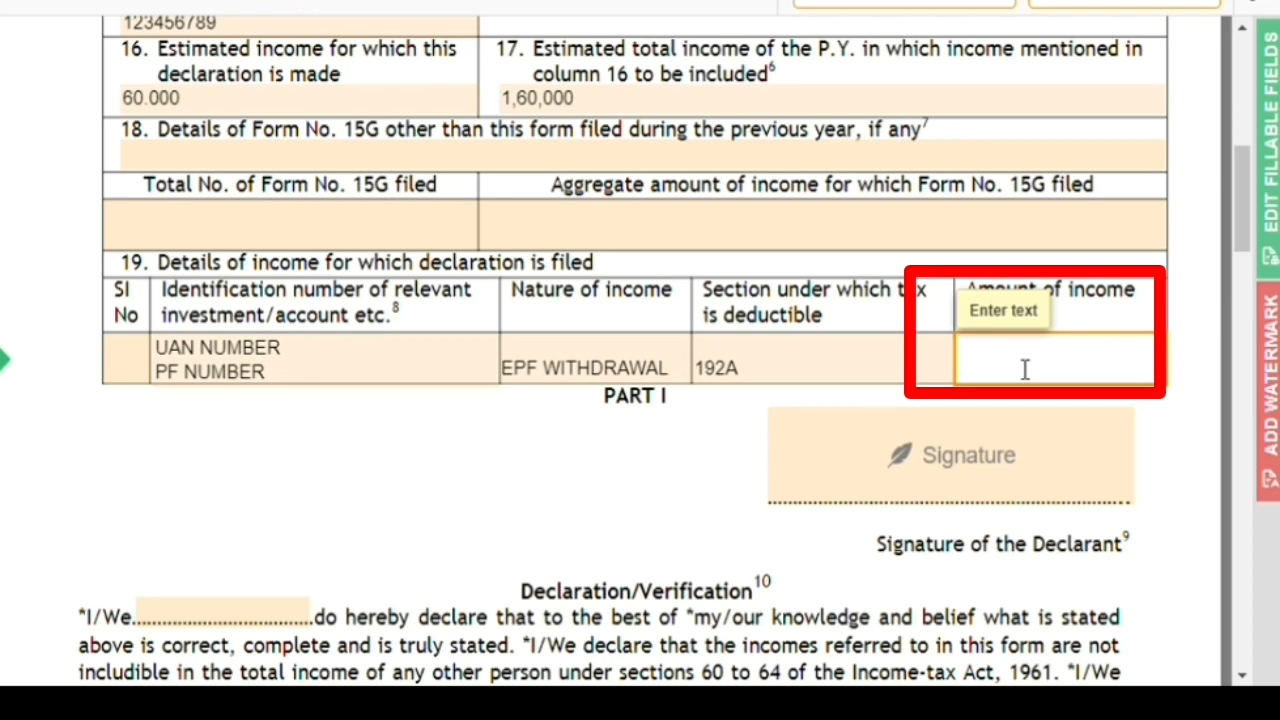 123456789
16. Estimated income for which this
declaration is made
60.000
17. Estimated total income of the P.Y. in which income mentioned in
column 16 to be included6
1,60,000
18. Details of Form No. 15G other than this form filed during the previous year, if any7
Total No. of Form No. 15G filed
Aggregate amount of income for which Form No. 15G filed
19. Details of income for which declaration is filed
Sl
No
Identification number of relevant
investment/account etc.8
Nature of income
Section under which tax
is deductible
Amount of income
Enter text
UAN NUMBER
PF NUMBER
EPF WITHDRAWAL
192A
PART I
Signature
Signature of the Declarant9
Declaration/Verification10
*I/We..................................do hereby declare that to the best of *my/our knowledge and belief what is stated
above is correct, complete and is truly stated. *I/We declare that the incomes referred to in this form are not
includible in the total income of any other person under sections 60 to 64 of the Income-tax Act, 1961. *I/We
EDIT FILLABLE FIELDS
ADD WATERMARK